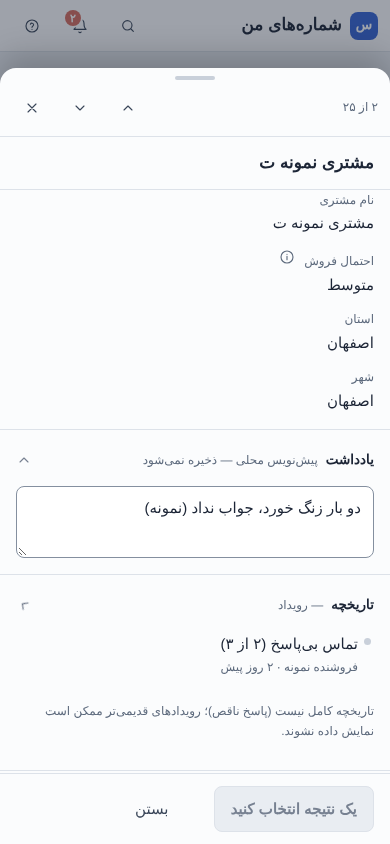 س
شماره‌های من
۲
۲ از ۲۵
مشتری نمونه ت
نام مشتری
مشتری نمونه ت
احتمال فروش
متوسط
استان
اصفهان
شهر
اصفهان
یادداشت پیش‌نویس محلی — ذخیره نمی‌شود
دو بار زنگ خورد، جواب نداد (نمونه)
تاریخچه — رویداد
تماس بی‌پاسخ (۲ از ۳)
فروشنده نمونه · ۲ روز پیش
تاریخچه کامل نیست (پاسخ ناقص)؛ رویدادهای قدیمی‌تر ممکن است
نمایش داده نشوند.
یک نتیجه انتخاب کنید
بستن